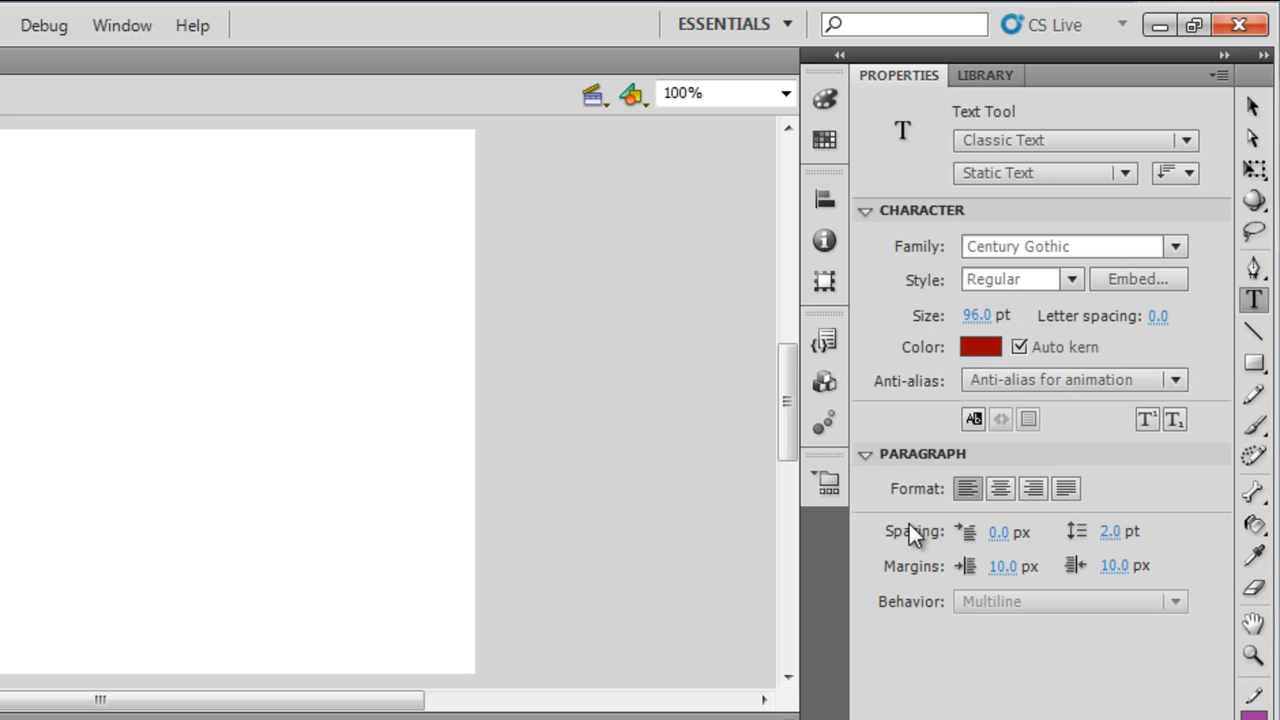 Debug Window Help ESSENTIALS CS Live
PROPERTIES LIBRARY
100%
Text Tool
T
Classic Text
Static Text
CHARACTER
Family: Century Gothic
Style: Regular Embed...
Size: 96.0 pt Letter spacing: 0.0
Color: Auto kern
Anti-alias: Anti-alias for animation
Ab T¹ T₁
PARAGRAPH
Format:
Spacing: 0.0 px 2.0 pt
Margins: 10.0 px 10.0 px
Behavior: Multiline
T